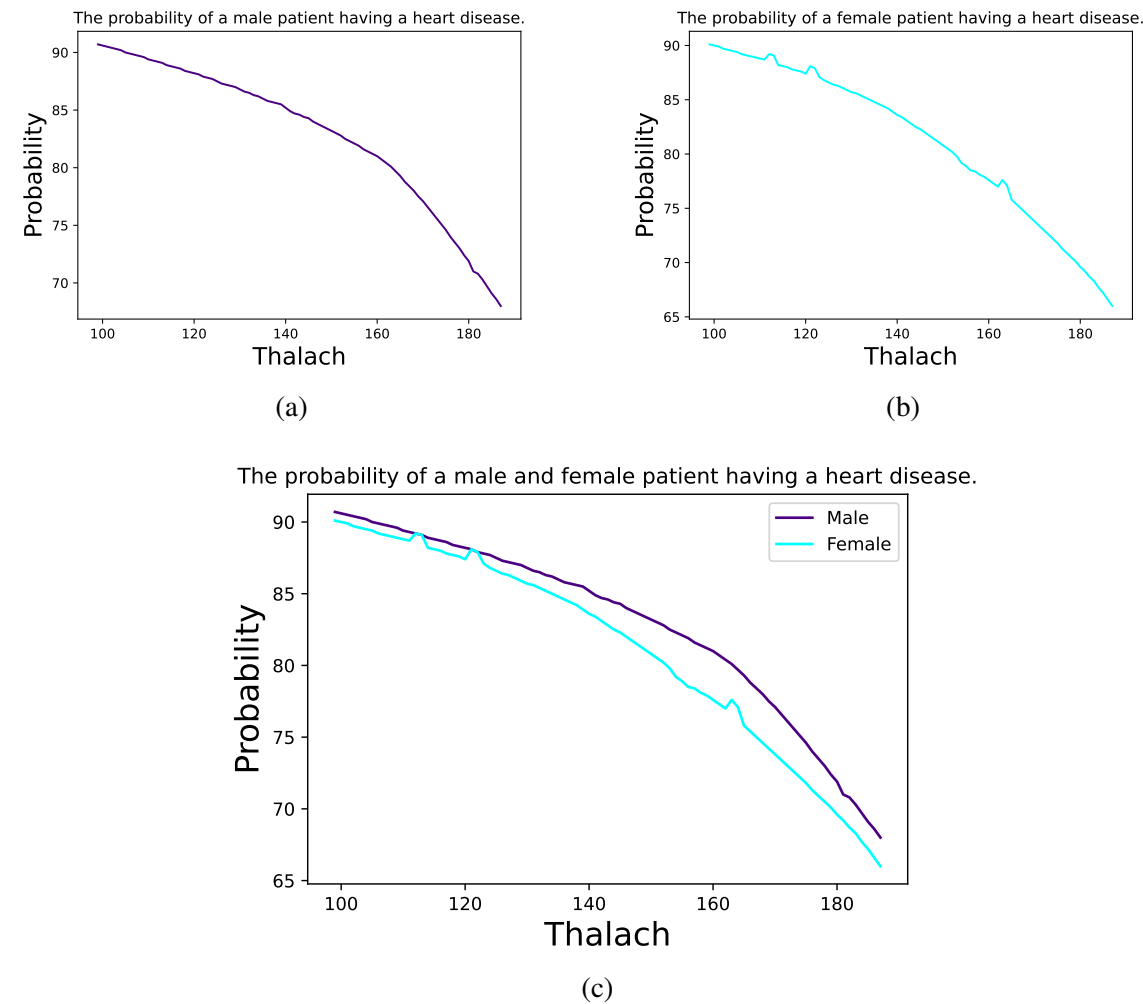 The probability of a male patient having a heart disease.
90
85
80
75
70
Probability
100 120 140 160 180
Thalach
(a)
The probability of a female patient having a heart disease.
90
85
80
75
70
65
Probability
100 120 140 160 180
Thalach
(b)
The probability of a male and female patient having a heart disease.
Male
Female
90
85
80
75
70
65
Probability
100 120 140 160 180
Thalach
(c)